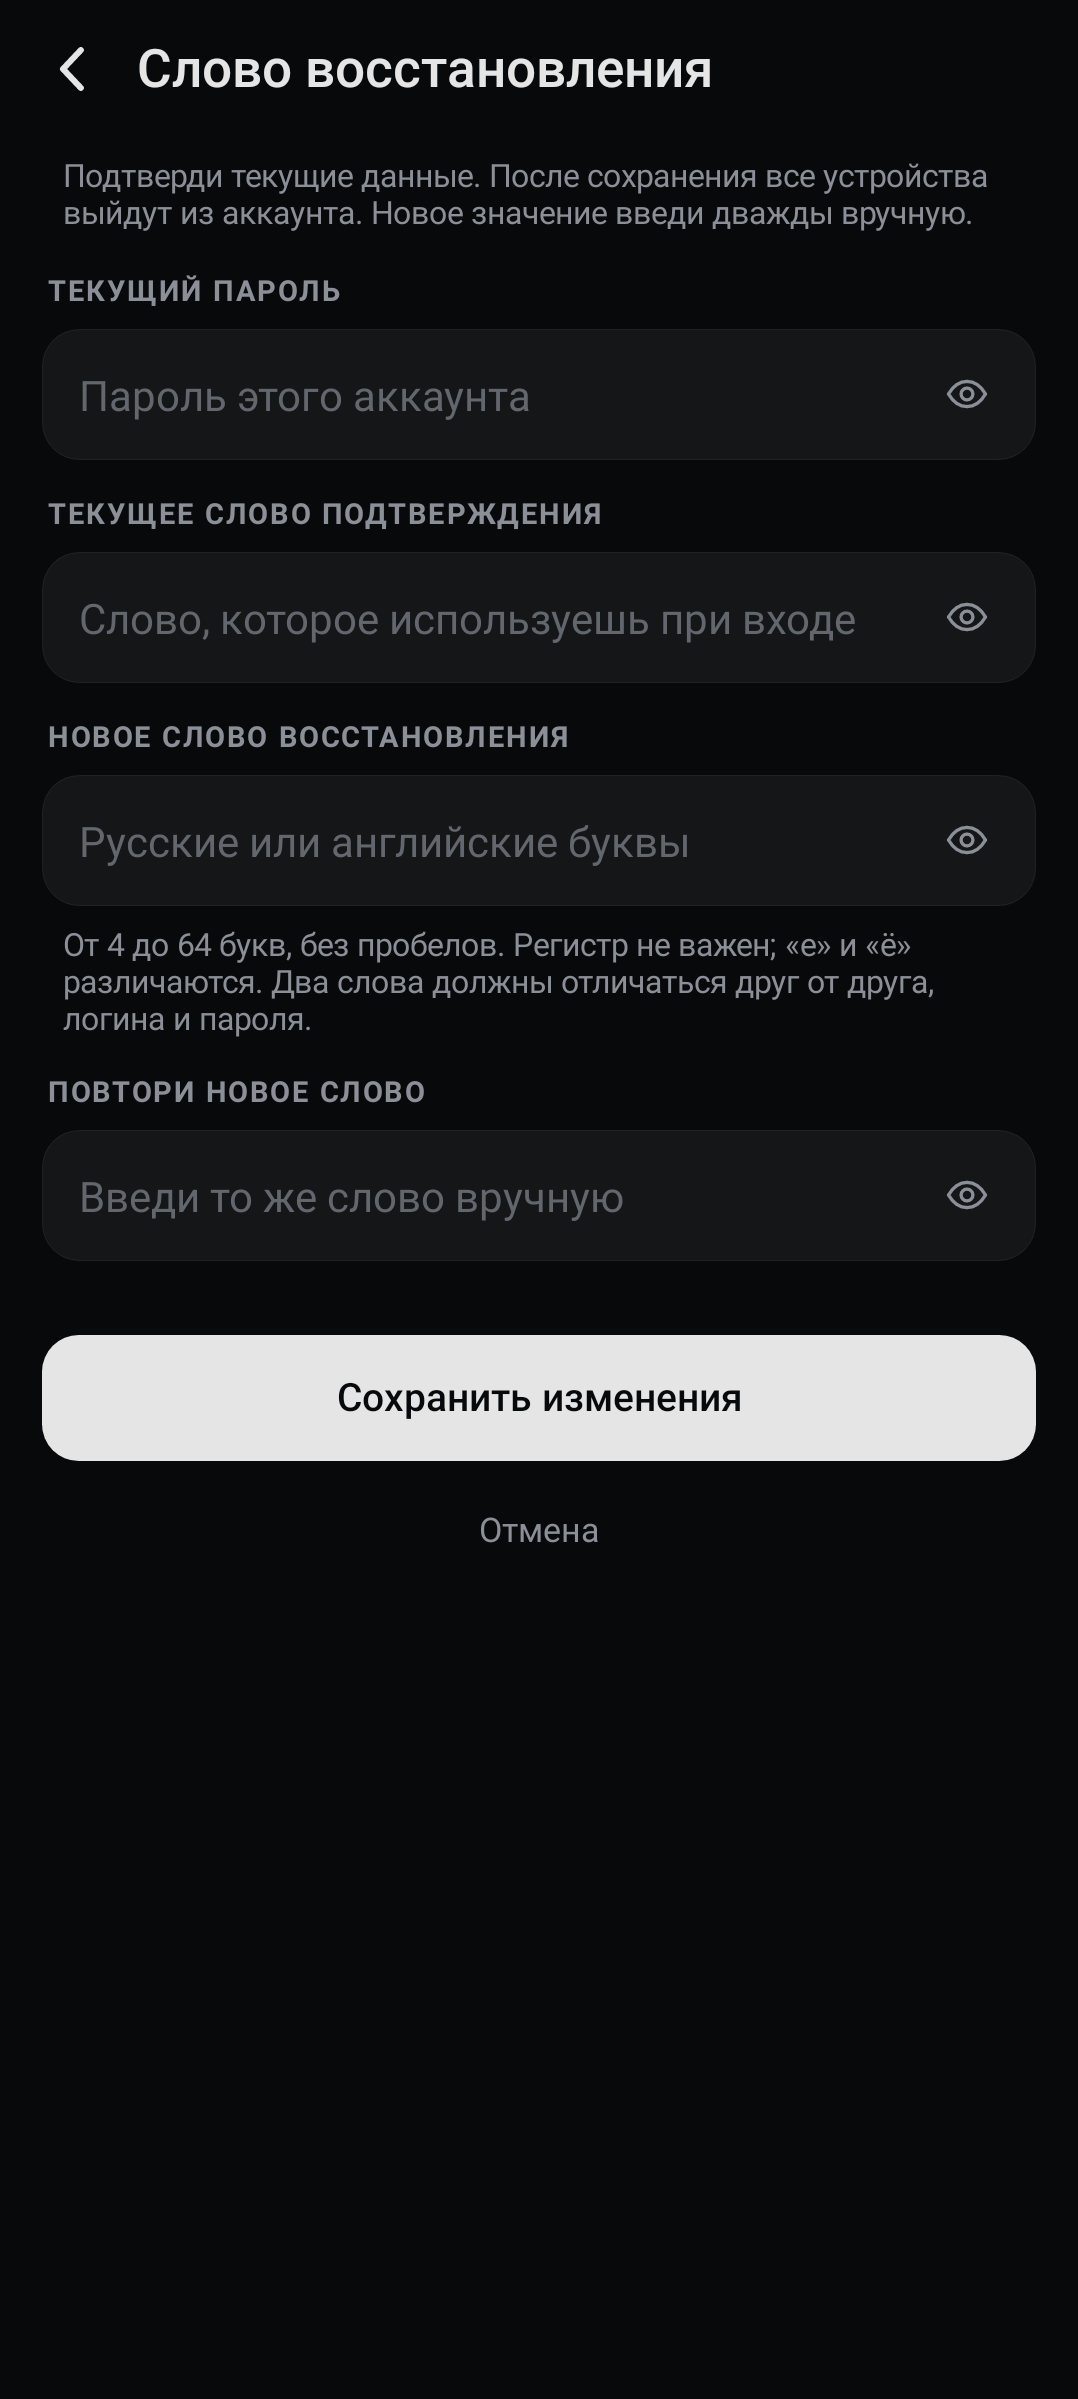 Слово восстановления
Подтверди текущие данные. После сохранения все устройства
выйдут из аккаунта. Новое значение введи дважды вручную.
ТЕКУЩИЙ ПАРОЛЬ
Пароль этого аккаунта
ТЕКУЩЕЕ СЛОВО ПОДТВЕРЖДЕНИЯ
Слово, которое используешь при входе
НОВОЕ СЛОВО ВОССТАНОВЛЕНИЯ
Русские или английские буквы
От 4 до 64 букв, без пробелов. Регистр не важен; «е» и «ё»
различаются. Два слова должны отличаться друг от друга,
логина и пароля.
ПОВТОРИ НОВОЕ СЛОВО
Введи то же слово вручную
Сохранить изменения
Отмена